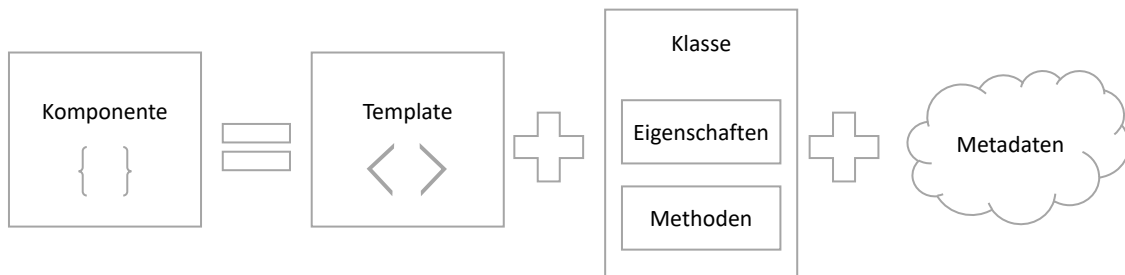 Komponente
{ }
Template
< >
Klasse
Eigenschaften
Methoden
Metadaten